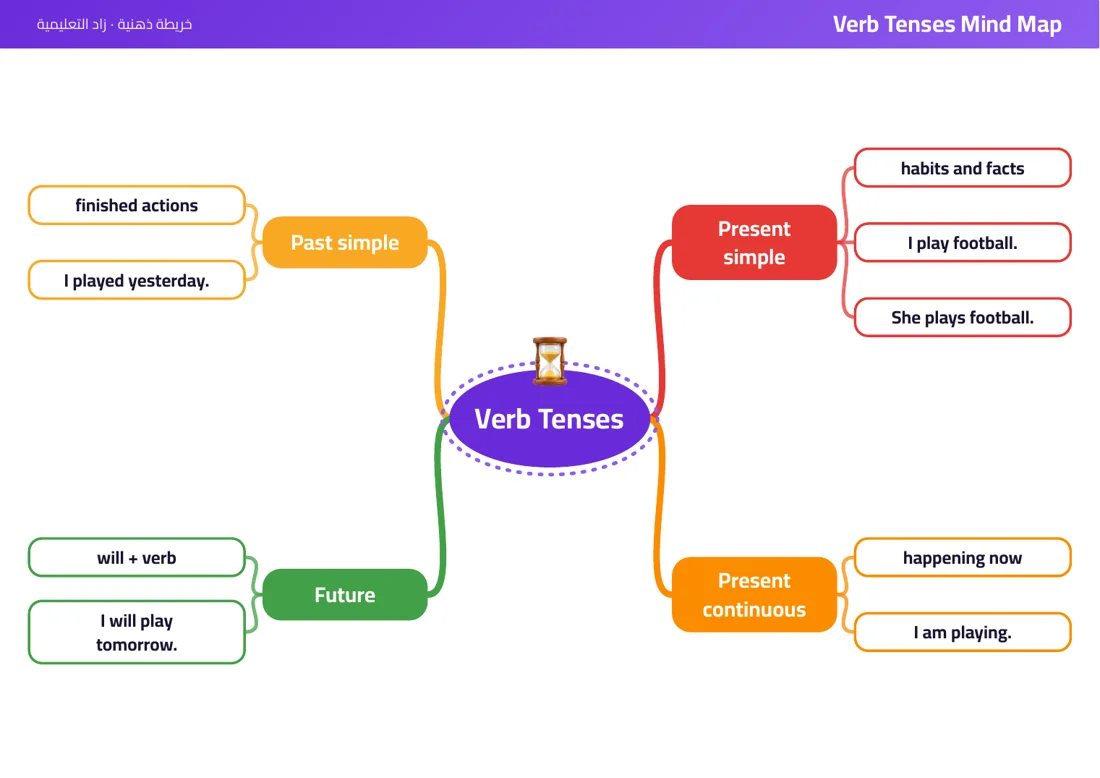 Verb Tenses Mind Map
خريطة ذهنية · زاد التعليمية
Verb Tenses
Present
simple
habits and facts
I play football.
She plays football.
Present
continuous
happening now
I am playing.
Past simple
finished actions
I played yesterday.
Future
will + verb
I will play
tomorrow.